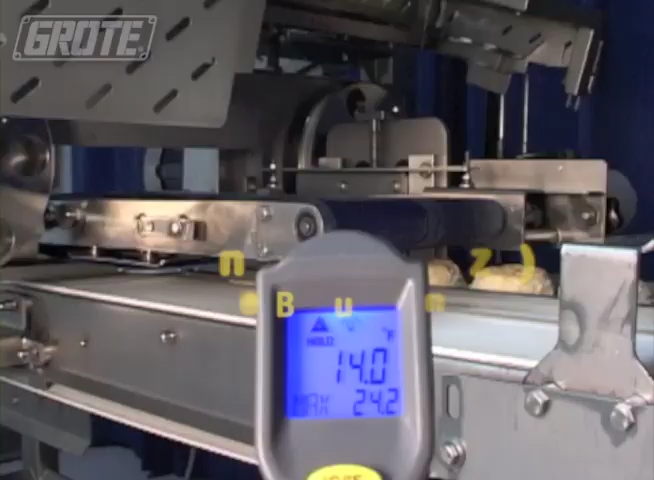 GROTE
n z)
• B u n
HOLD °F
14.0
MAX 24.2